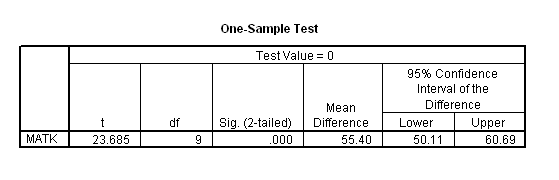 One-Sample Test
Test Value = 0
95% Confidence
Interval of the
Difference
Mean
t df Sig. (2-tailed) Difference Lower Upper
MATK 23.685 9 .000 55.40 50.11 60.69